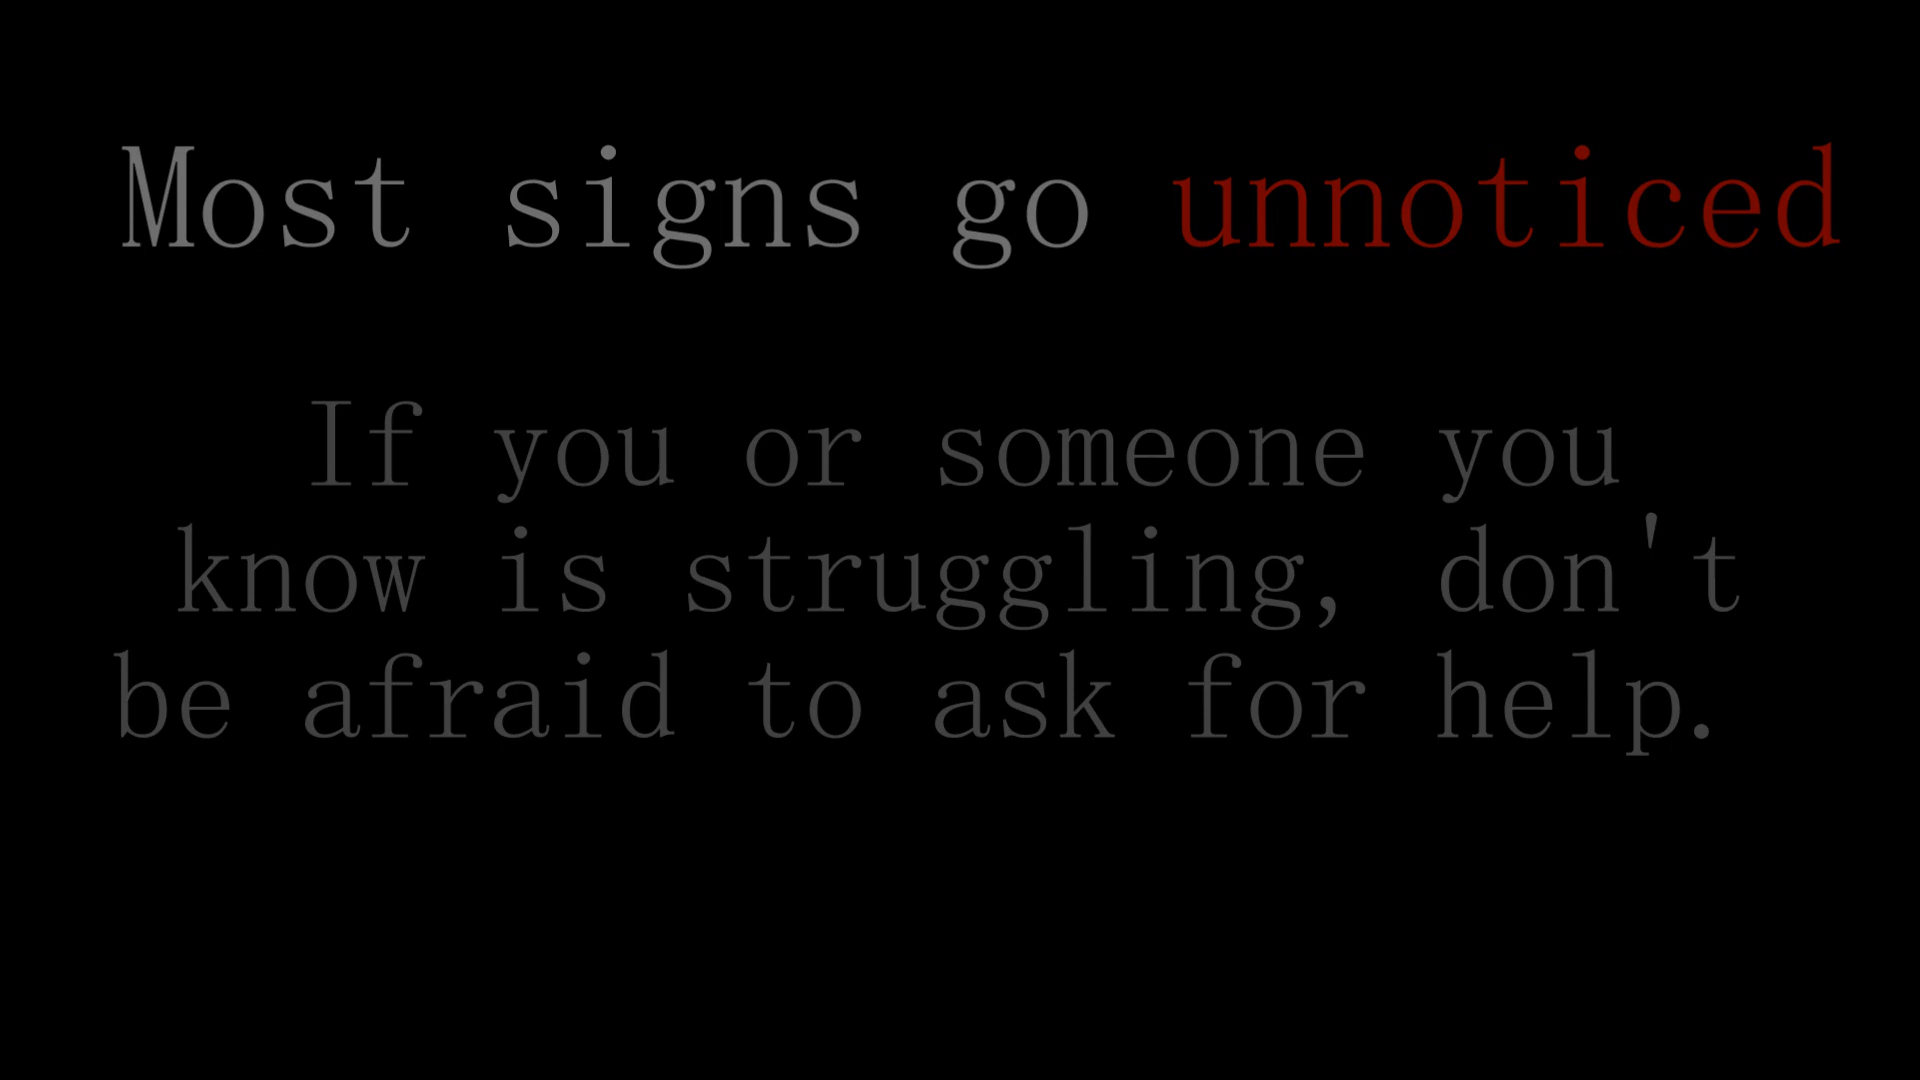 Most signs go unnoticed
If you or someone you
know is struggling, don't
be afraid to ask for help.